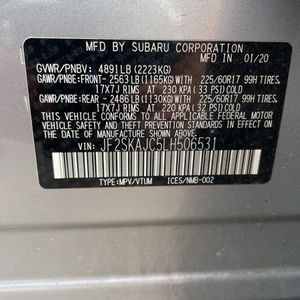 MFD BY SUBARU CORPORATION
GVWR/PNBV: 4891LB (2223KG) 01/20
GAWR/PNBE: FRONT- 2563 LB (1165KG) WITH/AVEC 225/60R17 99H TIRES,
17X7J RIMS AT/A 230 KPA (33 PSI) COLD
GAWR/PNBE: REAR- 2486 LB (1130KG) WITH/AVEC 225/60R17 99H TIRES,
17X7J RIMS AT/A 220 KPA (32 PSI) COLD
THIS VEHICLE CONFORMS TO ALL APPLICABLE FEDERAL MOTOR
VEHICLE SAFETY, BUMPER, AND THEFT PREVENTION STANDARDS
IN EFFECT ON THE DATE OF MANUFACTURE SHOWN ABOVE.
VIN: JF2SKAJC5LH506531
TYPE:MPV/VTUM ICES/NMB-002